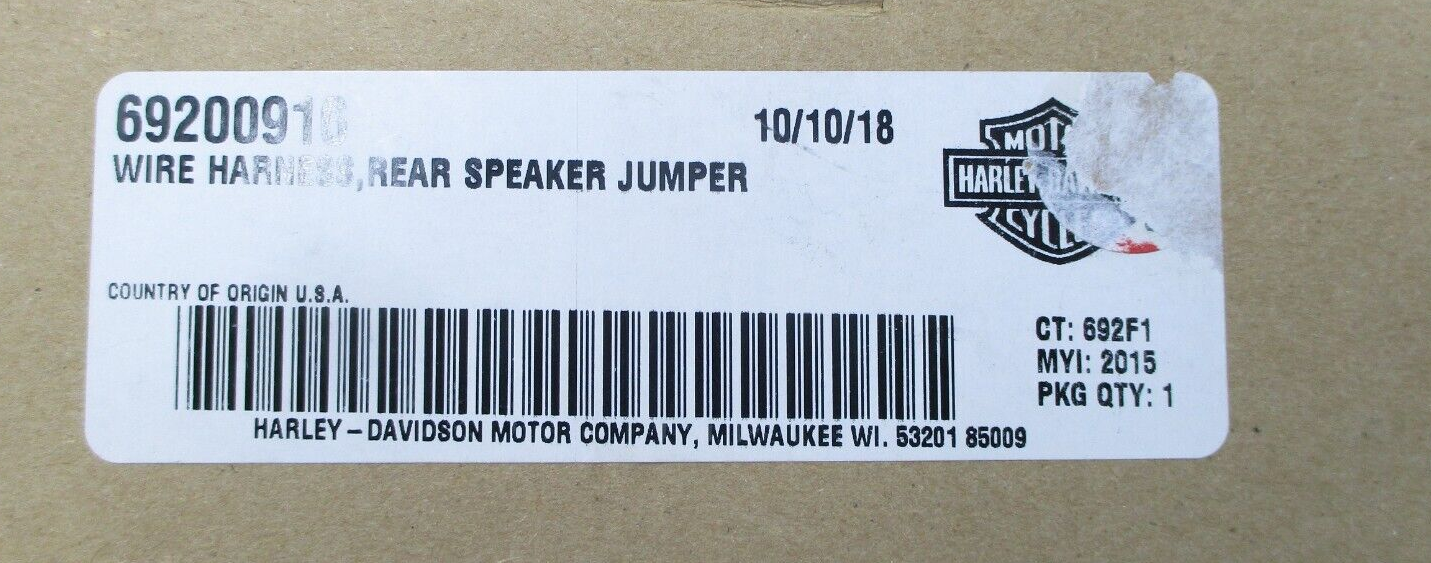 69200916 10/10/18
WIRE HARNESS,REAR SPEAKER JUMPER
COUNTRY OF ORIGIN U.S.A.
CT: 692F1
MYI: 2015
PKG QTY: 1
HARLEY-DAVIDSON MOTOR COMPANY, MILWAUKEE WI. 53201 85009